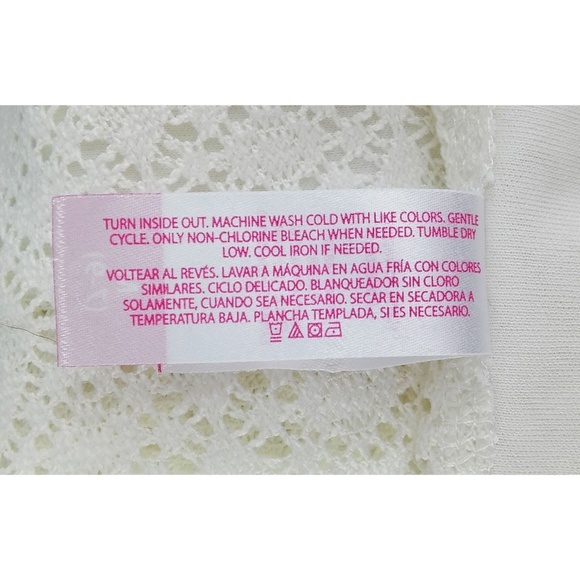 TURN INSIDE OUT. MACHINE WASH COLD WITH LIKE COLORS. GENTLE
CYCLE. ONLY NON-CHLORINE BLEACH WHEN NEEDED. TUMBLE DRY
LOW. COOL IRON IF NEEDED.
VOLTEAR AL REVÉS. LAVAR A MÁQUINA EN AGUA FRÍA CON COLORES
SIMILARES. CICLO DELICADO. BLANQUEADOR SIN CLORO
SOLAMENTE, CUANDO SEA NECESARIO. SECAR EN SECADORA A
TEMPERATURA BAJA. PLANCHA TEMPLADA, SI ES NECESARIO.